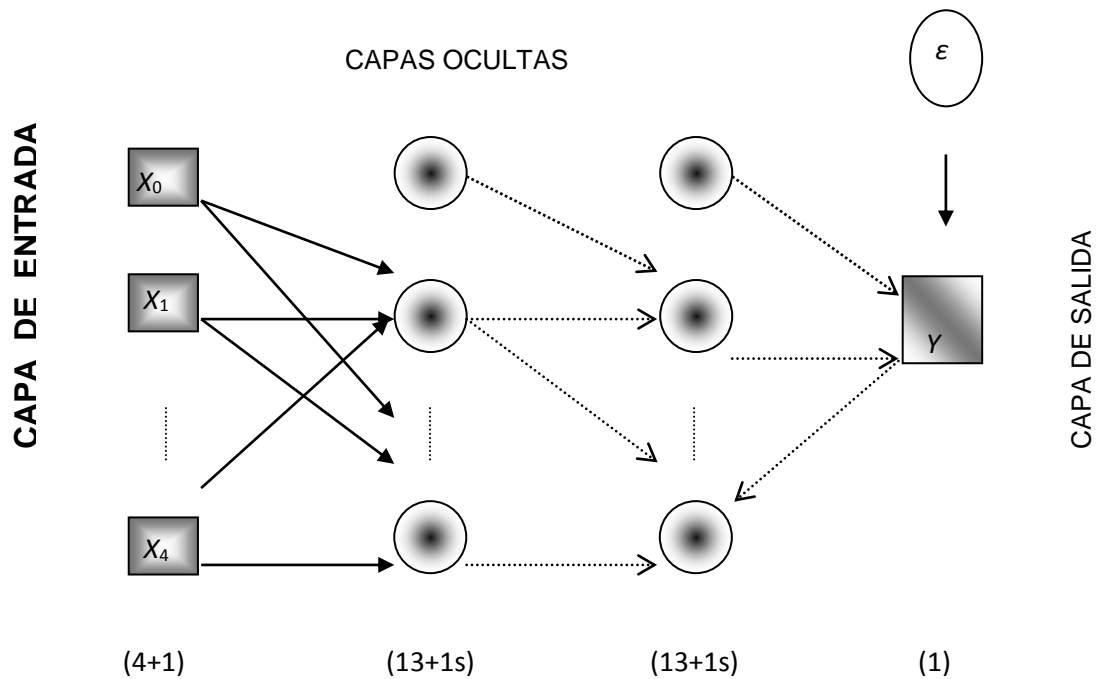 CAPAS OCULTAS
ε
CAPA DE ENTRADA
X0
X1
X4
Y
CAPA DE SALIDA
(4+1)
(13+1s)
(13+1s)
(1)